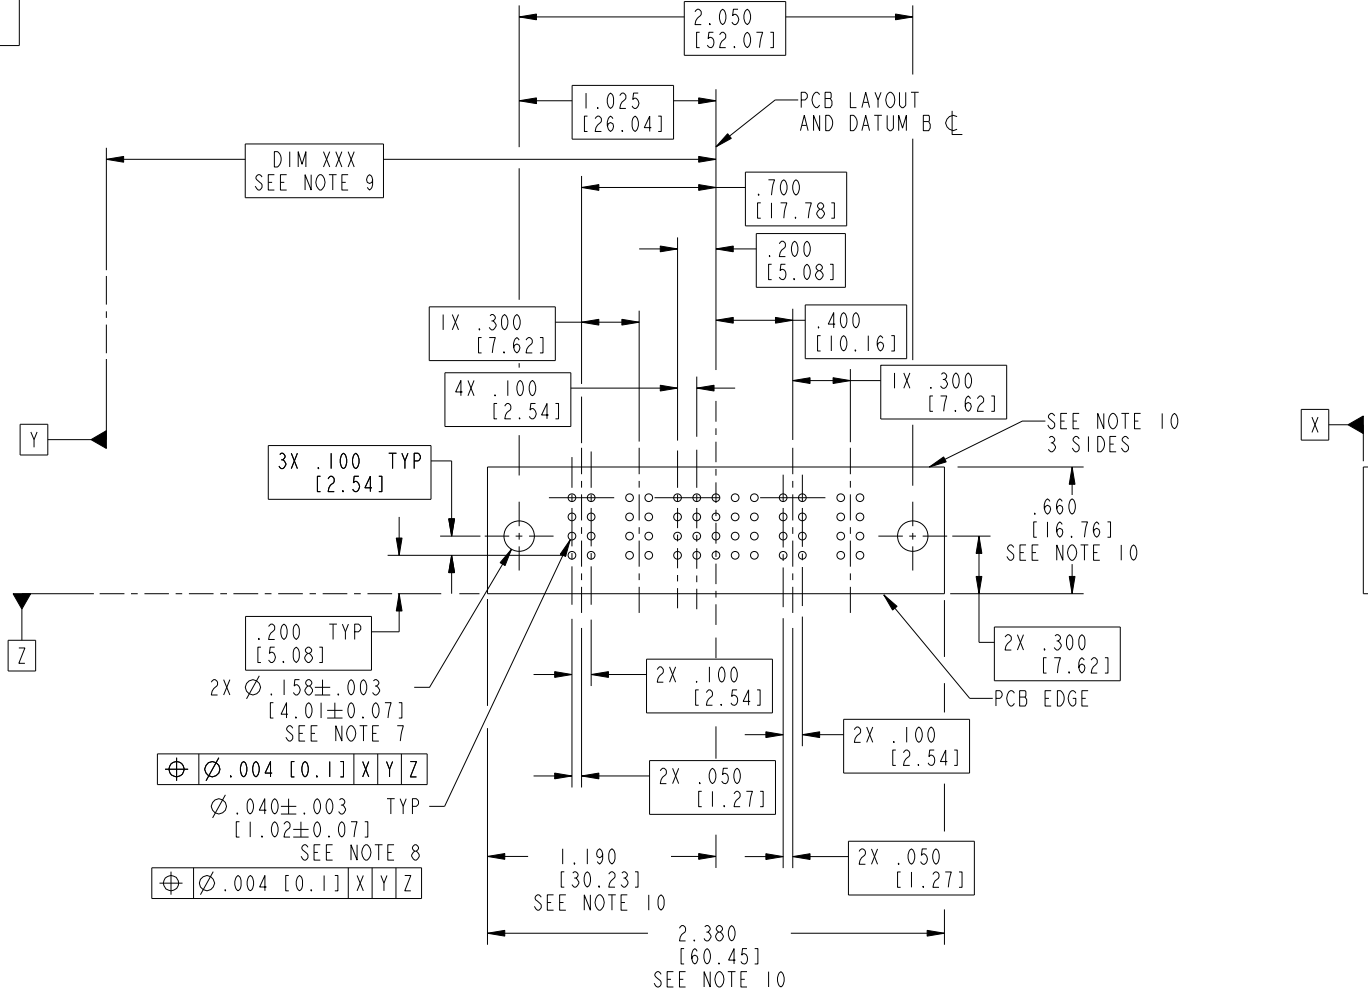 2.050
[52.07]
1.025
[26.04]
PCB LAYOUT
AND DATUM B ℄
DIM XXX
SEE NOTE 9
.700
[17.78]
.200
[5.08]
1X .300
[7.62]
.400
[10.16]
4X .100
[2.54]
1X .300
[7.62]
Y
SEE NOTE 10
3 SIDES
X
3X .100 TYP
[2.54]
.660
[16.76]
SEE NOTE 10
Z
.200 TYP
[5.08]
2X .300
[7.62]
2X Ø.158±.003
[4.01±0.07]
SEE NOTE 7
2X .100
[2.54]
PCB EDGE
⌖ Ø.004 [0.1] X Y Z
2X .100
[2.54]
Ø.040±.003 TYP
[1.02±0.07]
SEE NOTE 8
2X .050
[1.27]
⌖ Ø.004 [0.1] X Y Z
1.190
[30.23]
SEE NOTE 10
2X .050
[1.27]
2.380
[60.45]
SEE NOTE 10